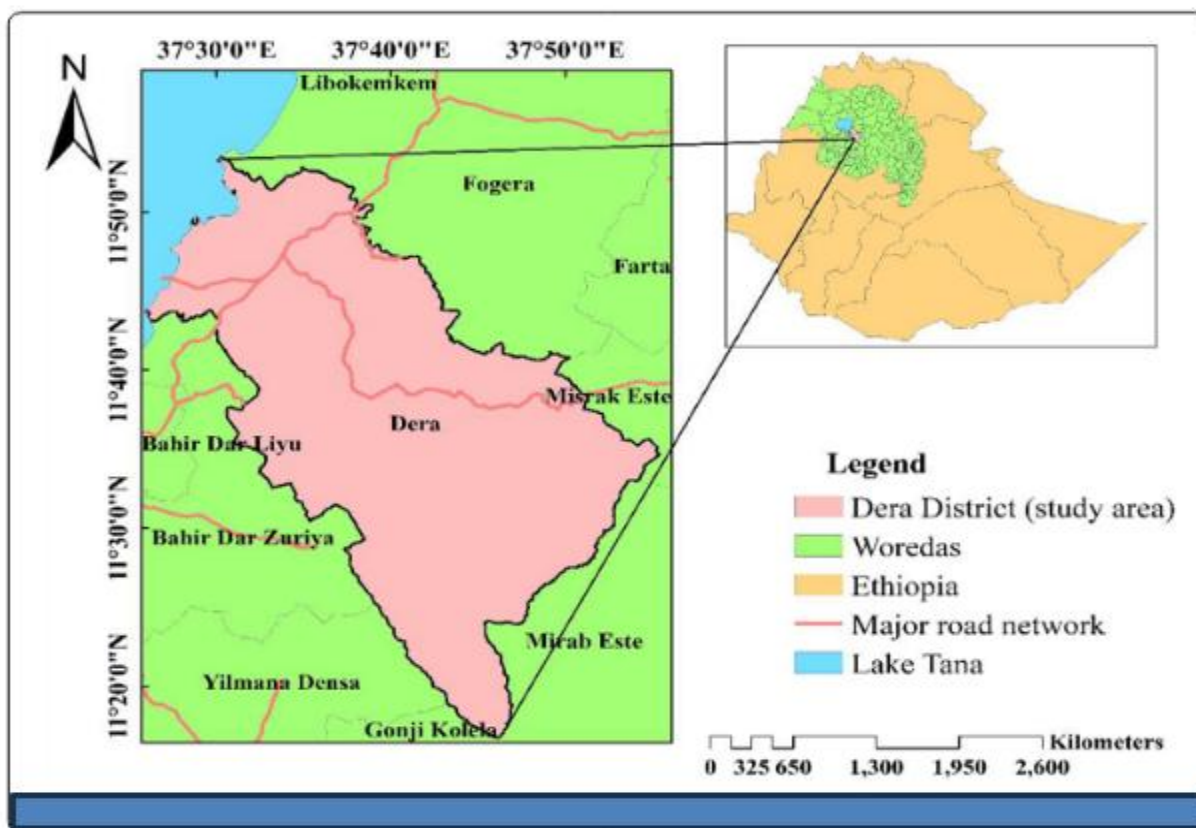 37°30'0"E 37°40'0"E 37°50'0"E
N
11°50'0"N
11°40'0"N
11°30'0"N
11°20'0"N
Libokemkem
Fogera
Farta
Misrak Este
Dera
Bahir Dar Liyu
Bahir Dar Zuriya
Mirab Este
Yilmana Densa
Gonji Kolela
Legend
Dera District (study area)
Woredas
Ethiopia
Major road network
Lake Tana
Kilometers
0 325 650 1,300 1,950 2,600